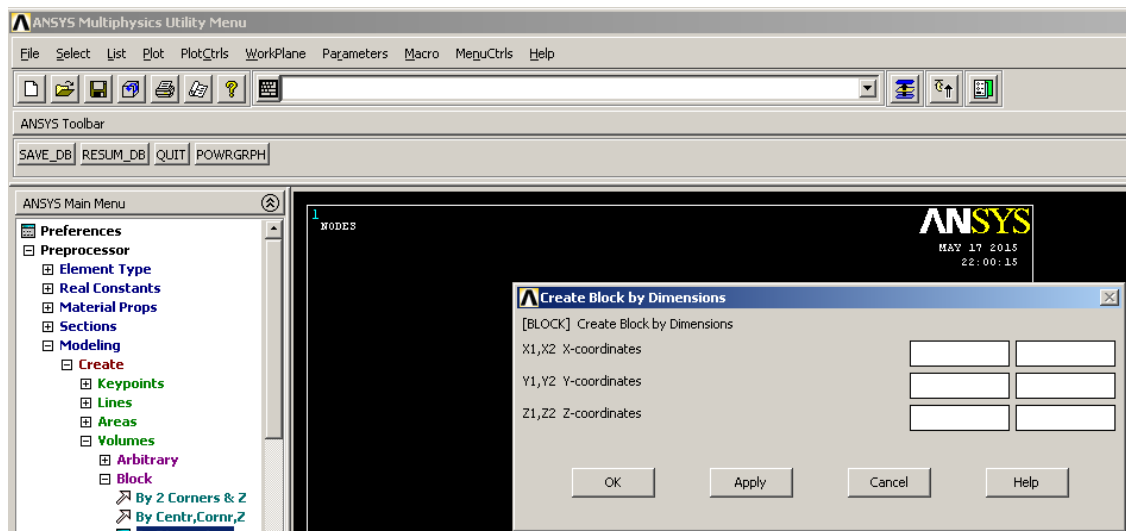 ANSYS Multiphysics Utility Menu
File Select List Plot PlotCtrls WorkPlane Parameters Macro MenuCtrls Help
ANSYS Toolbar
SAVE_DB RESUM_DB QUIT POWRGRPH
ANSYS Main Menu
Preferences
Preprocessor
Element Type
Real Constants
Material Props
Sections
Modeling
Create
Keypoints
Lines
Areas
Volumes
Arbitrary
Block
By 2 Corners & Z
By Centr,Cornr,Z
1
NODES
ANSYS
MAY 17 2015
22:00:15
Create Block by Dimensions
[BLOCK] Create Block by Dimensions
X1,X2 X-coordinates
Y1,Y2 Y-coordinates
Z1,Z2 Z-coordinates
OK Apply Cancel Help